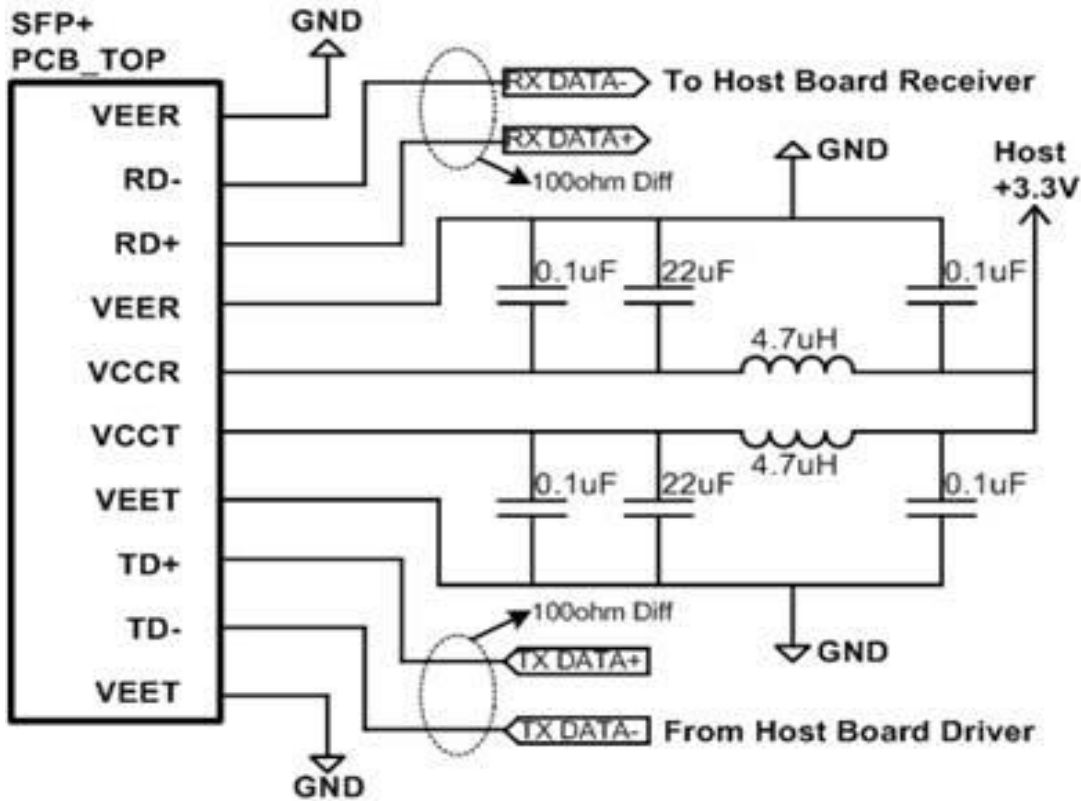 SFP+
PCB_TOP
GND
VEER
RX DATA-
To Host Board Receiver
RX DATA+
RD-
100ohm Diff
GND
Host
+3.3V
RD+
0.1uF
22uF
0.1uF
VEER
4.7uH
VCCR
VCCT
4.7uH
VEET
0.1uF
22uF
0.1uF
TD+
100ohm Diff
TD-
TX DATA+
GND
VEET
TX DATA-
From Host Board Driver
GND